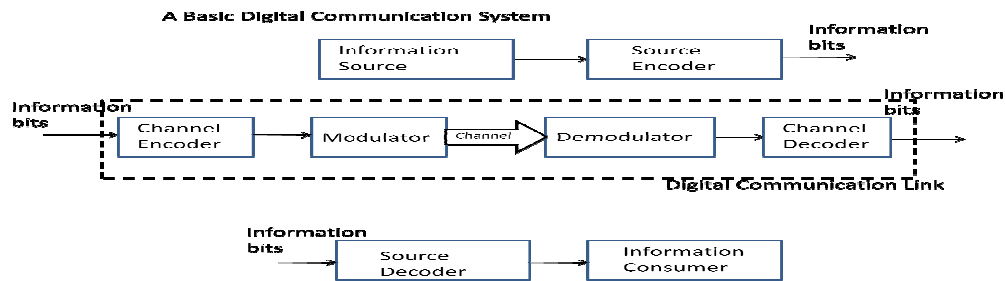 A Basic Digital Communication System
Information
Source
Source
Encoder
Information
bits
Information
bits
Channel
Encoder
Modulator
Channel
Demodulator
Channel
Decoder
Information
bits
Digital Communication Link
Information
bits
Source
Decoder
Information
Consumer